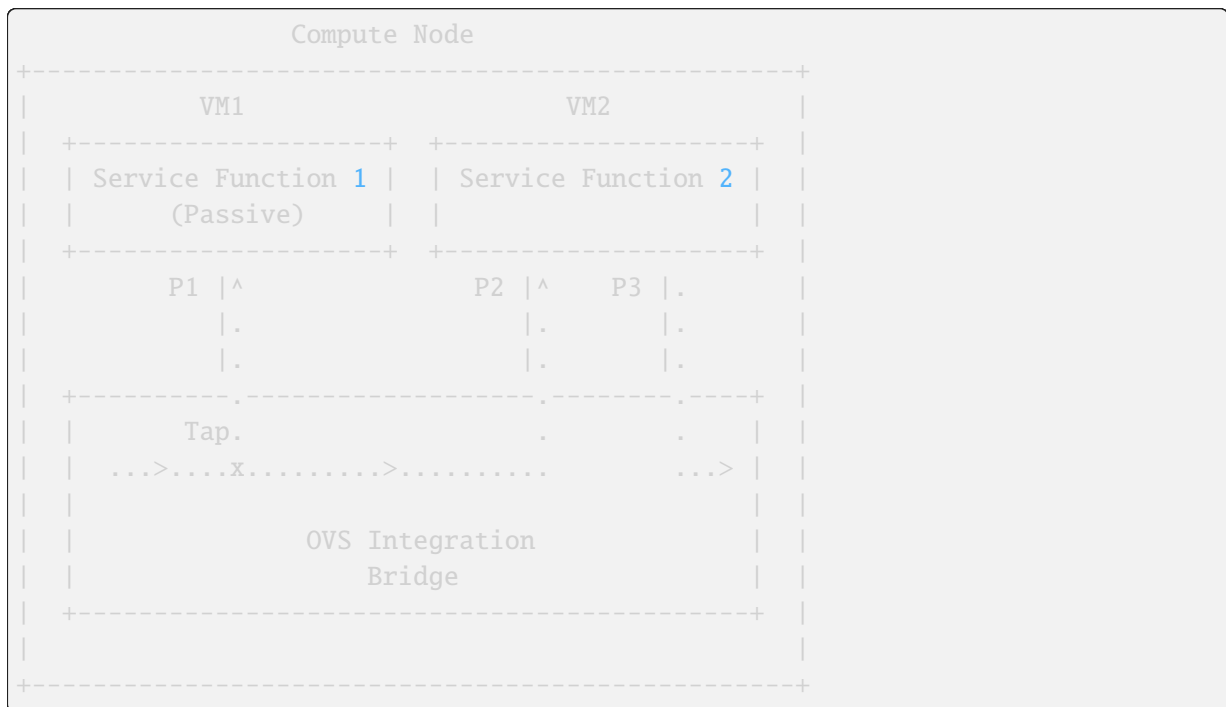 Compute Node
+--------------------------------------------------+
|           VM1                     VM2            |
|  +--------------------+  +--------------------+  |
|  | Service Function 1 |  | Service Function 2 |  |
|  |      (Passive)     |  |                    |  |
|  +--------------------+  +--------------------+  |
|         P1 |^               P2 |^    P3 |.       |
|            |.                  |.       |.       |
|            |.                  |.       |.       |
|  +----------.-------------------.--------.----+  |
|  |       Tap.                   .        .    |  |
|  |  ...>....x.........>..........        ...> |  |
|  |                                            |  |
|  |               OVS Integration              |  |
|  |                   Bridge                   |  |
|  +--------------------------------------------+  |
|                                                  |
+--------------------------------------------------+